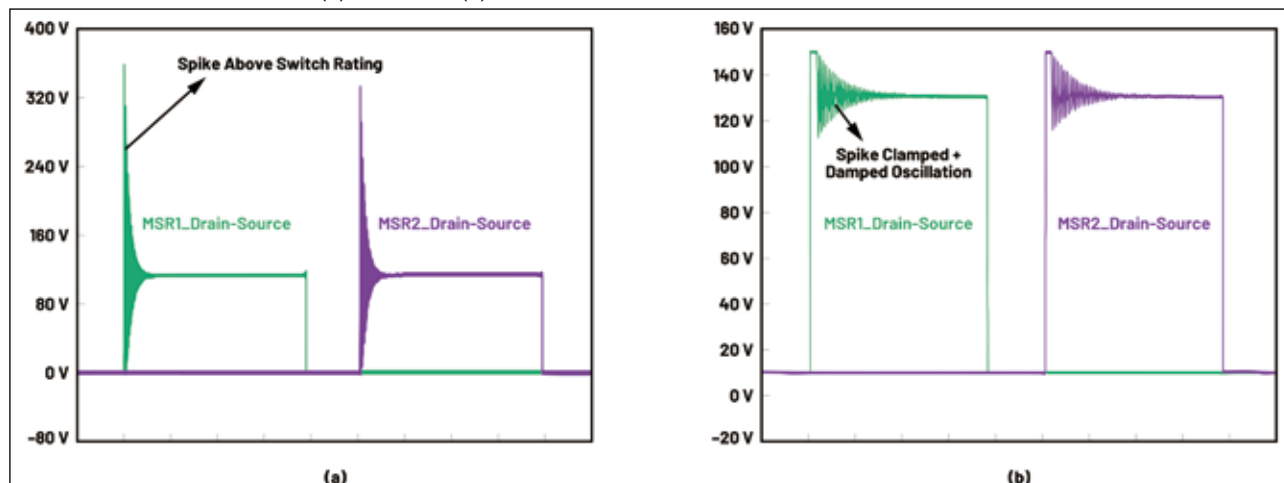 (a) (b)
400 V
320 V
240 V
160 V
80 V
0 V
–80 V
Spike Above Switch Rating
MSR1_Drain-Source
MSR2_Drain-Source
(a)
160 V
140 V
120 V
100 V
80 V
60 V
40 V
20 V
10 V
0 V
–20 V
Spike Clamped +
Damped Oscillation
MSR1_Drain-Source
MSR2_Drain-Source
(b)